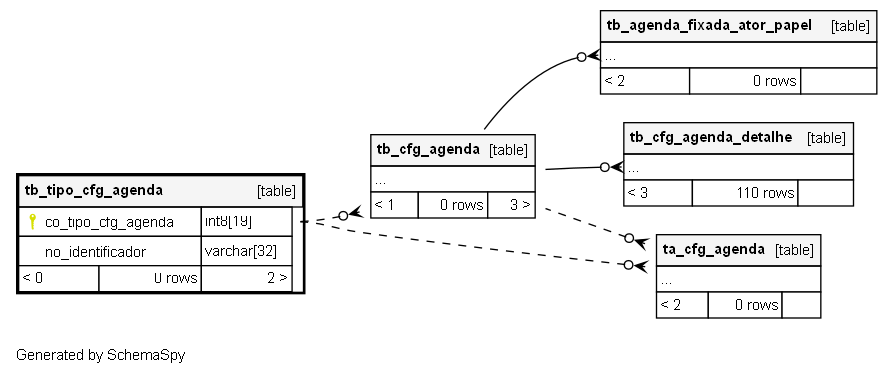 tb_agenda_fixada_ator_papel [table]
...
< 2 0 rows
tb_cfg_agenda_detalhe [table]
...
< 3 110 rows
tb_cfg_agenda [table]
...
< 1 0 rows 3 >
tb_tipo_cfg_agenda [table]
co_tipo_cfg_agenda int8[19]
no_identificador varchar[32]
< 0 0 rows 2 >
ta_cfg_agenda [table]
...
< 2 0 rows
Generated by SchemaSpy